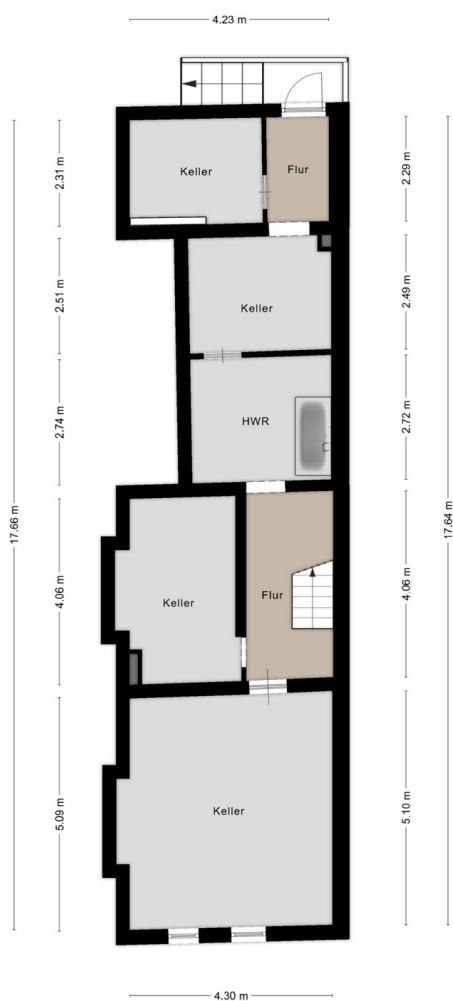 4.23 m
Keller
Flur
2.31 m
2.29 m
Keller
2.51 m
2.49 m
HWR
2.74 m
2.72 m
17.66 m
17.64 m
Keller
Flur
4.06 m
4.06 m
Keller
5.09 m
5.10 m
4.30 m